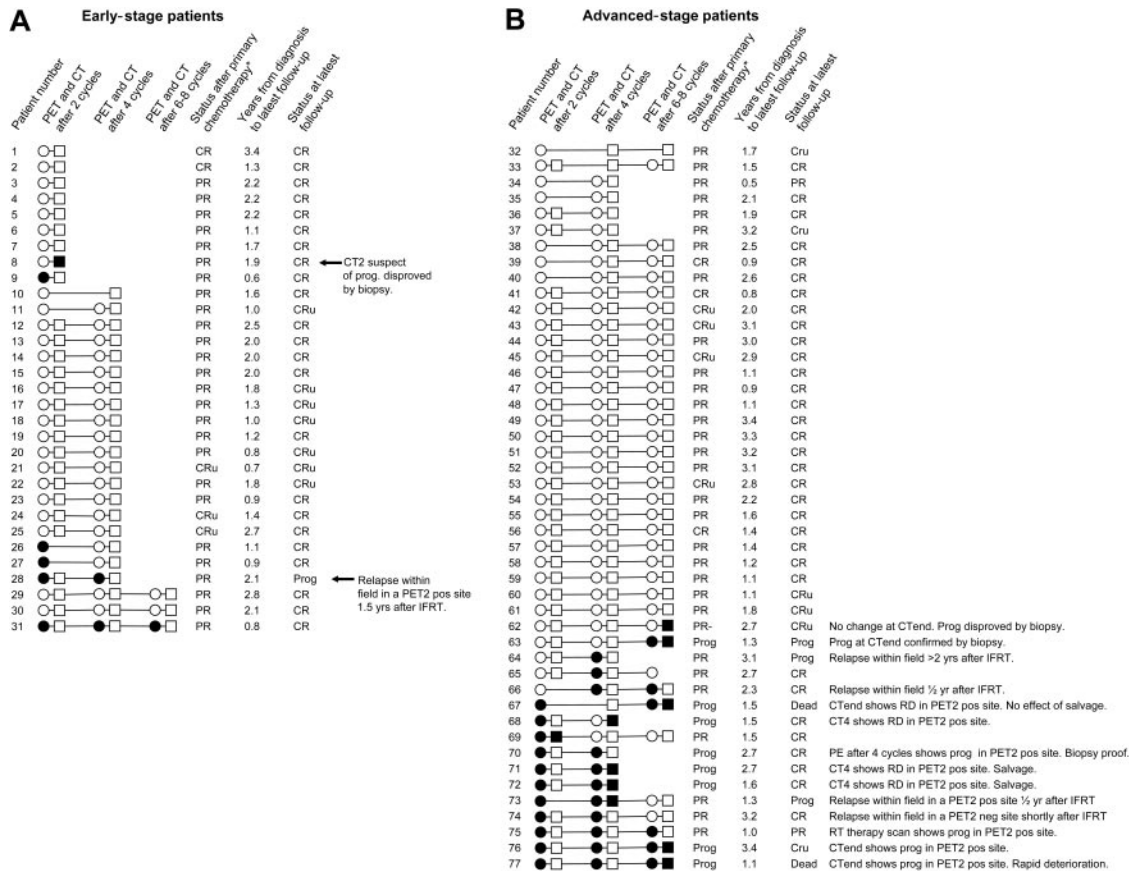 A Early-stage patients
Patient number
PET and CT
after 2 cycles
PET and CT
after 4 cycles
PET and CT
after 6-8 cycles
Status after primary
chemotherapy*
Years from diagnosis
to latest follow-up
Status at latest
follow-up
1 CR 3.4 CR
2 CR 1.3 CR
3 PR 2.2 CR
4 PR 2.2 CR
5 PR 2.2 CR
6 PR 1.1 CR
7 PR 1.7 CR
8 PR 1.9 CR CT2 suspect
of prog. disproved
by biopsy.
9 PR 0.6 CR
10 PR 1.6 CR
11 PR 1.0 CRu
12 PR 2.5 CR
13 PR 2.0 CR
14 PR 2.0 CR
15 PR 2.0 CR
16 PR 1.8 CRu
17 PR 1.3 CRu
18 PR 1.0 CRu
19 PR 1.2 CR
20 PR 0.8 CRu
21 CRu 0.7 CRu
22 PR 1.8 CRu
23 PR 0.9 CR
24 CRu 1.4 CR
25 CRu 2.7 CR
26 PR 1.1 CR
27 PR 0.9 CR
28 PR 2.1 Prog Relapse within
field in a PET2 pos site
1.5 yrs after IFRT.
29 PR 2.8 CR
30 PR 2.1 CR
31 PR 0.8 CR
B Advanced-stage patients
Patient number
PET and CT
after 2 cycles
PET and CT
after 4 cycles
PET and CT
after 6-8 cycles
Status after primary
chemotherapy*
Years from diagnosis
to latest follow-up
Status at latest
follow-up
32 PR 1.7 Cru
33 PR 1.5 CR
34 PR 0.5 PR
35 PR 2.1 CR
36 PR 1.9 CR
37 PR 3.2 Cru
38 PR 2.5 CR
39 CR 0.9 CR
40 PR 2.6 CR
41 CR 0.8 CR
42 CRu 2.0 CR
43 CRu 3.1 CR
44 PR 3.0 CR
45 CRu 2.9 CR
46 PR 1.1 CR
47 PR 0.9 CR
48 PR 1.1 CR
49 PR 3.4 CR
50 PR 3.3 CR
51 PR 3.2 CR
52 PR 3.1 CR
53 CRu 2.8 CR
54 PR 2.2 CR
55 PR 1.6 CR
56 CR 1.4 CR
57 PR 1.4 CR
58 PR 1.2 CR
59 PR 1.1 CR
60 PR 1.1 CRu
61 PR 1.8 CRu
62 PR- 2.7 CRu No change at CTend. Prog disproved by biopsy.
63 Prog 1.3 Prog Prog at CTend confirmed by biopsy.
64 PR 3.1 Prog Relapse within field >2 yrs after IFRT.
65 PR 2.7 CR
66 PR 2.3 CR Relapse within field ½ yr after IFRT.
67 Prog 1.5 Dead CTend shows RD in PET2 pos site. No effect of salvage.
68 Prog 1.5 CR CT4 shows RD in PET2 pos site.
69 PR 1.5 CR
70 Prog 2.7 CR PE after 4 cycles shows prog in PET2 pos site. Biopsy proof.
71 Prog 2.7 CR CT4 shows RD in PET2 pos site. Salvage.
72 Prog 1.6 CR CT4 shows RD in PET2 pos site. Salvage.
73 PR 1.3 Prog Relapse within field in a PET2 pos site ½ yr after IFRT
74 PR 3.2 CR Relapse within field in a PET2 neg site shortly after IFRT
75 PR 1.0 PR RT therapy scan shows prog in PET2 pos site.
76 Prog 3.4 Cru CTend shows prog in PET2 pos site.
77 Prog 1.1 Dead CTend shows prog in PET2 pos site. Rapid deterioration.